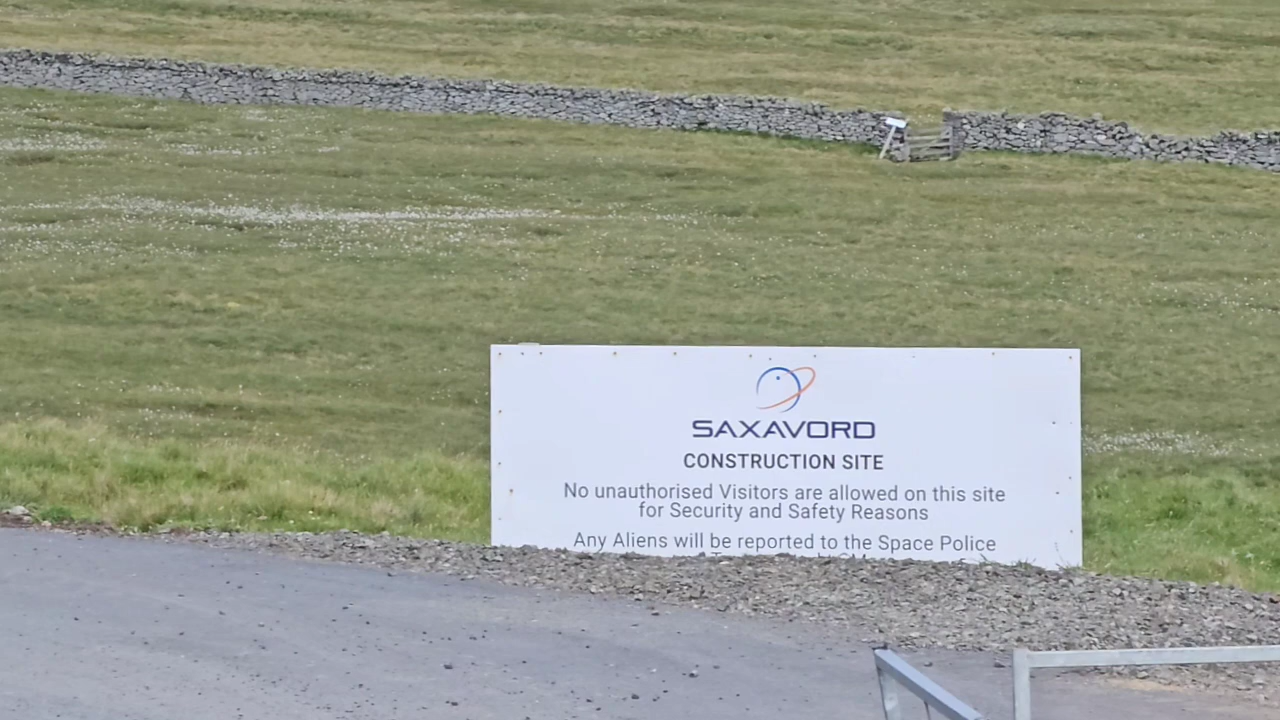 SAXAVORD
CONSTRUCTION SITE
No unauthorised Visitors are allowed on this site
for Security and Safety Reasons
Any Aliens will be reported to the Space Police